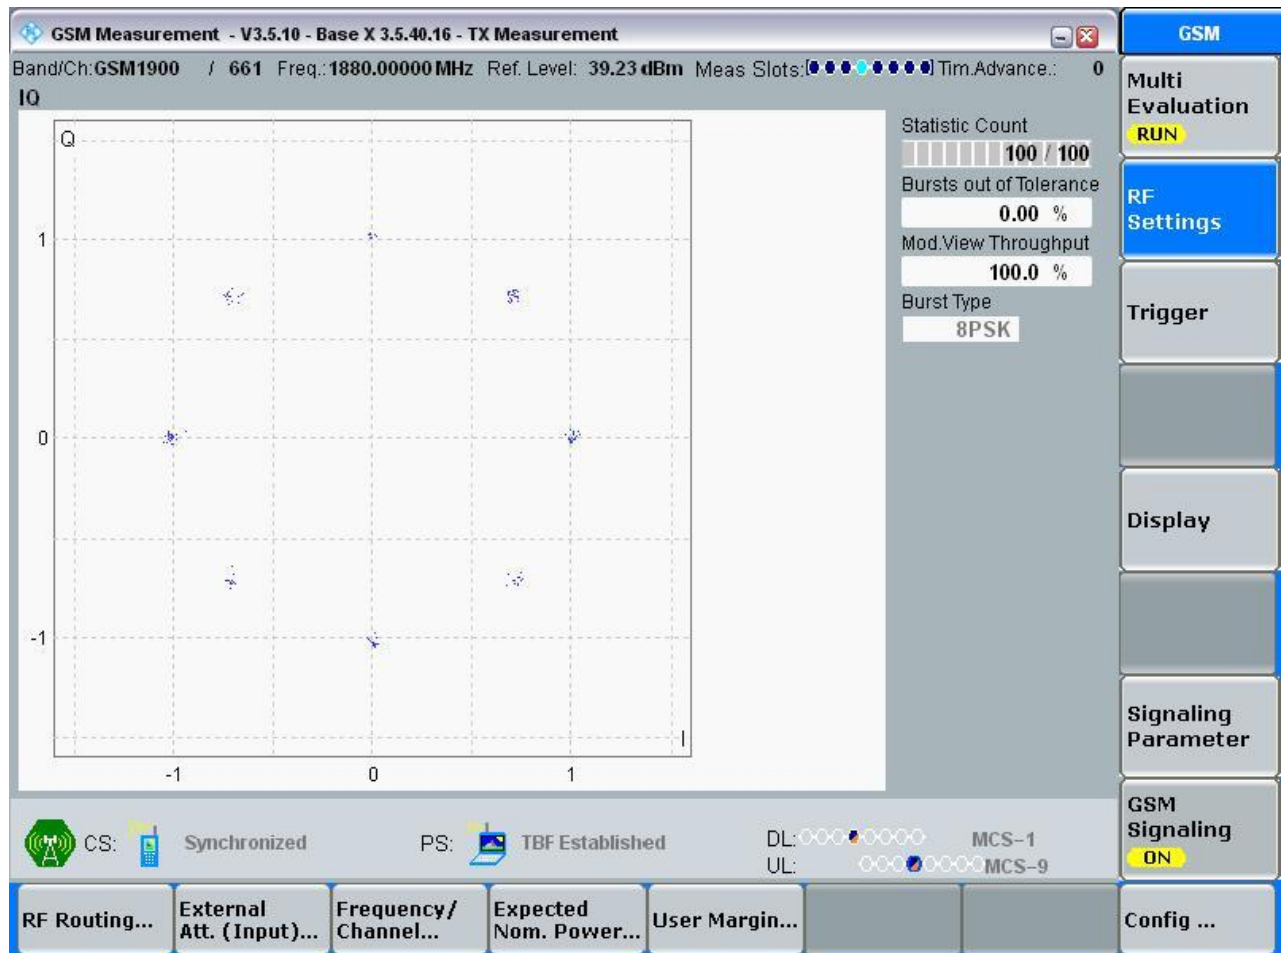 GSM Measurement - V3.5.10 - Base X 3.5.40.16 - TX Measurement
GSM
Band/Ch:GSM1900 / 661 Freq.:1880.00000 MHz Ref. Level: 39.23 dBm Meas Slots: Tim.Advance.: 0
IQ
Q
1
0
-1
-1
0
1
I
Statistic Count
100 / 100
Bursts out of Tolerance
0.00 %
Mod.View Throughput
100.0 %
Burst Type
8PSK
Multi
Evaluation
RUN
RF
Settings
Trigger
Display
Signaling
Parameter
GSM
Signaling
ON
CS: Synchronized PS: TBF Established DL: MCS-1
UL: MCS-9
RF Routing...
External
Att. (Input)...
Frequency/
Channel...
Expected
Nom. Power...
User Margin...
Config ...